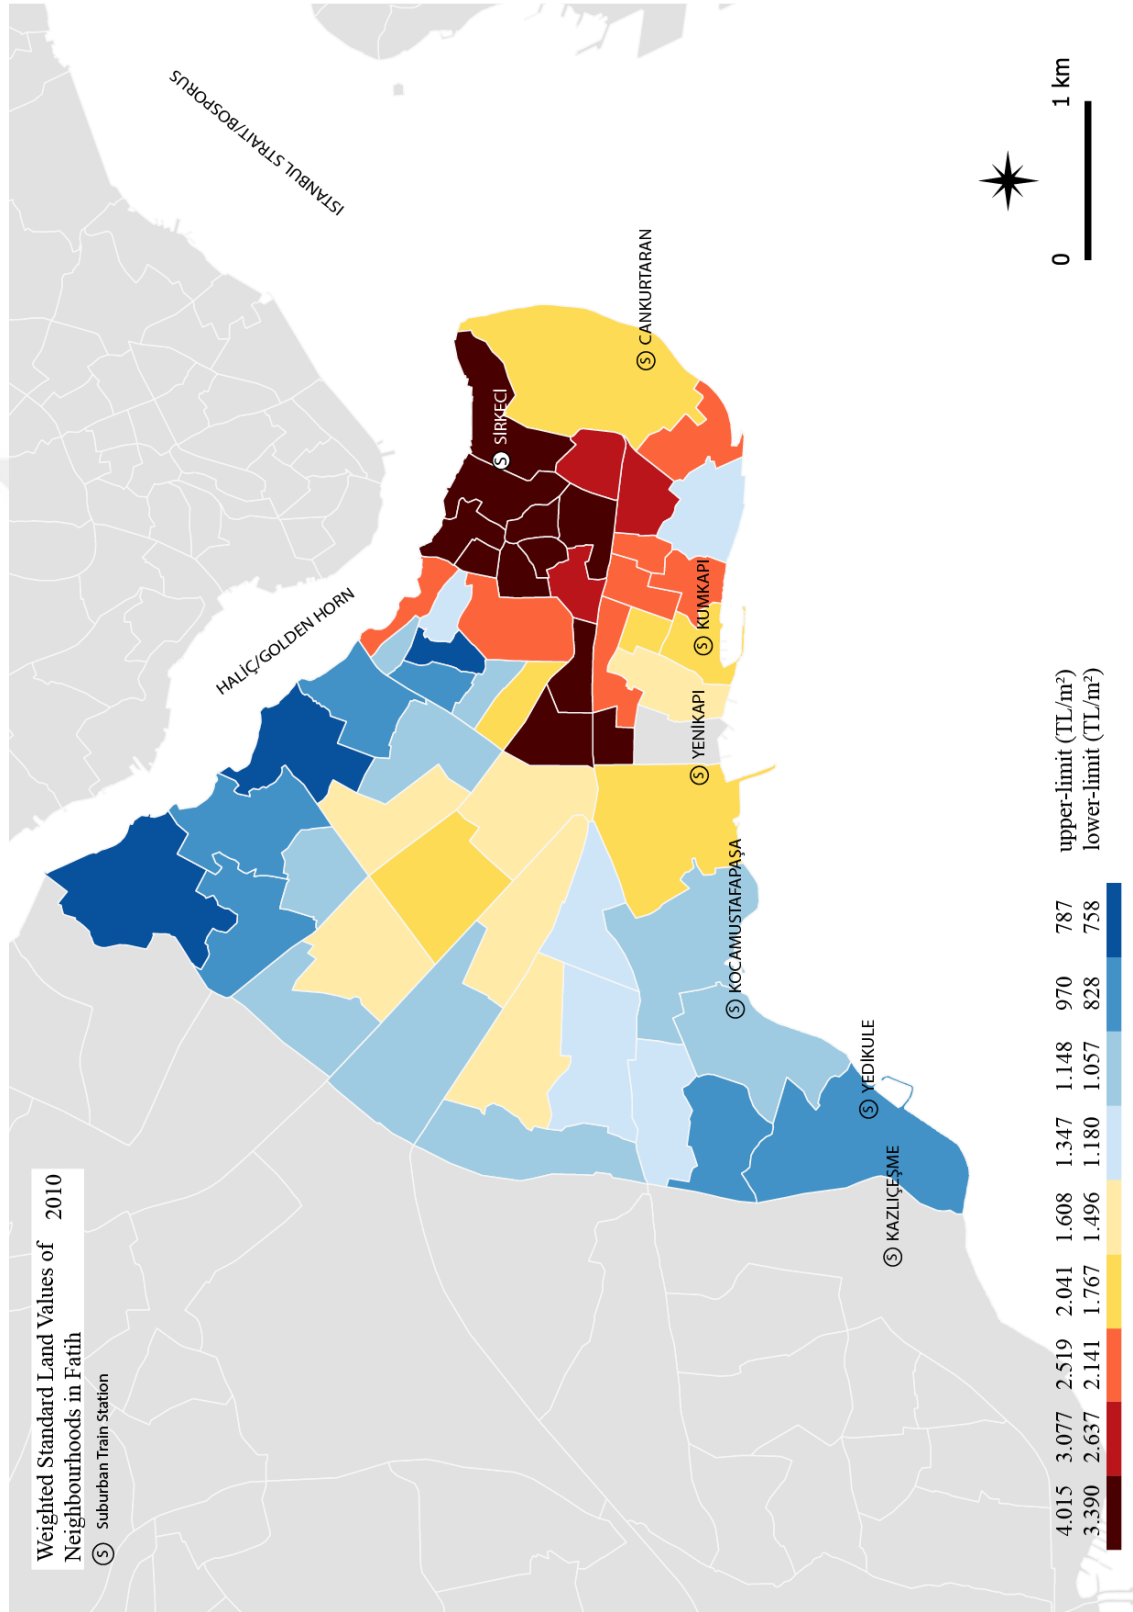 Weighted Standard Land Values of
Neighbourhoods in Fatih
2010
S Suburban Train Station
ISTANBUL STRAIT/BOSPORUS
HALİÇ/GOLDEN HORN
S SİRKECİ
S CANKURTARAN
S KUMKAPI
S YENİKAPI
S KOCAMUSTAFAPAŞA
S YEDİKULE
S KAZLIÇEŞME
0 1 km
4.015 3.077 2.519 2.041 1.608 1.347 1.148 970 787 upper-limit (TL/m²)
3.390 2.637 2.141 1.767 1.496 1.180 1.057 828 758 lower-limit (TL/m²)